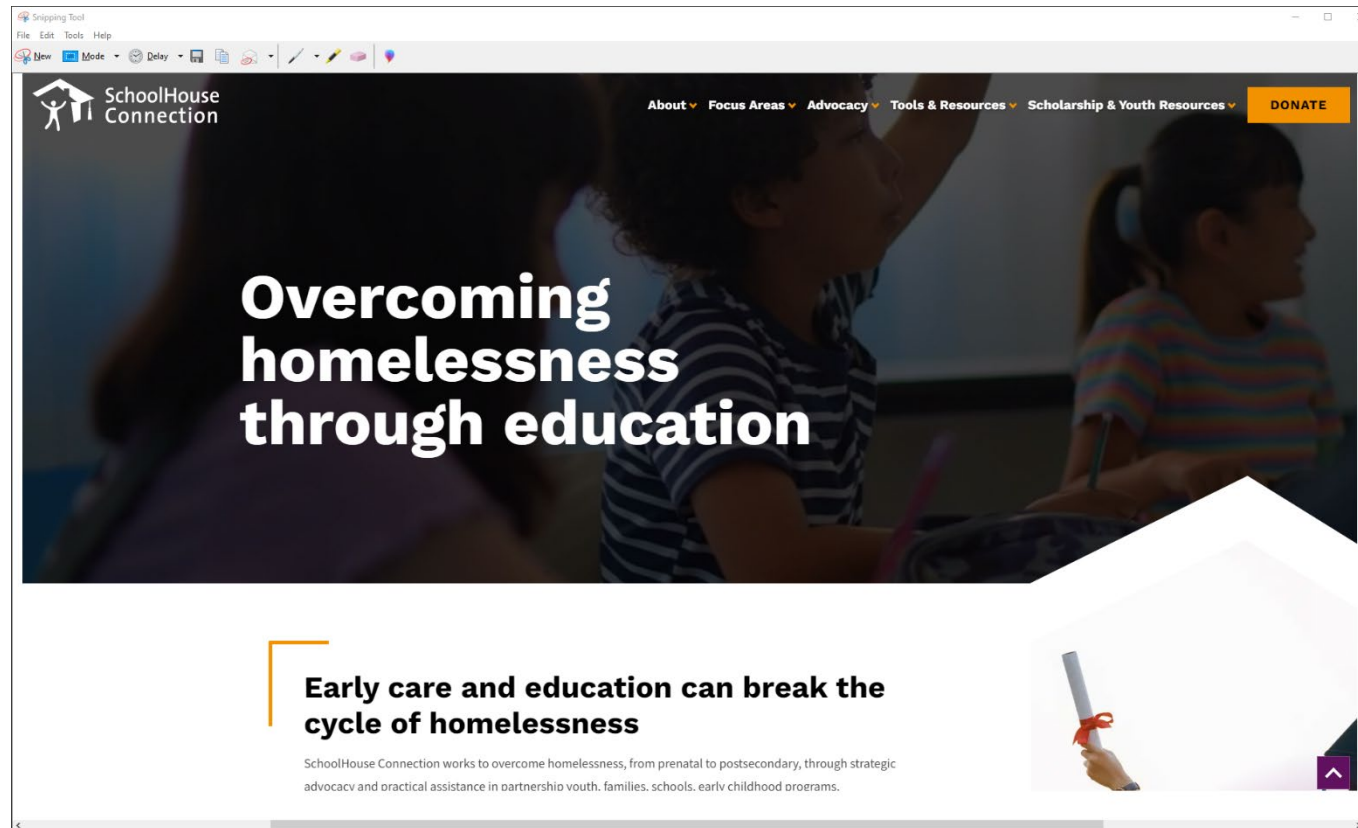 Snipping Tool
File Edit Tools Help
New Mode Delay
SchoolHouse
Connection
About Focus Areas Advocacy Tools & Resources Scholarship & Youth Resources DONATE
Overcoming
homelessness
through education
Early care and education can break the
cycle of homelessness
SchoolHouse Connection works to overcome homelessness, from prenatal to postsecondary, through strategic
advocacy and practical assistance in partnership youth, families, schools, early childhood programs,